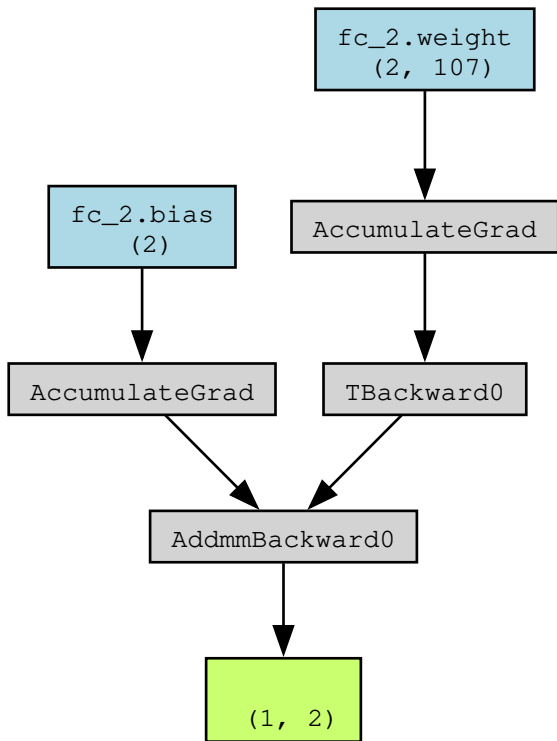 fc_2.weight
(2, 107)
fc_2.bias
(2)
AccumulateGrad
AccumulateGrad
TBackward0
AddmmBackward0
(1, 2)